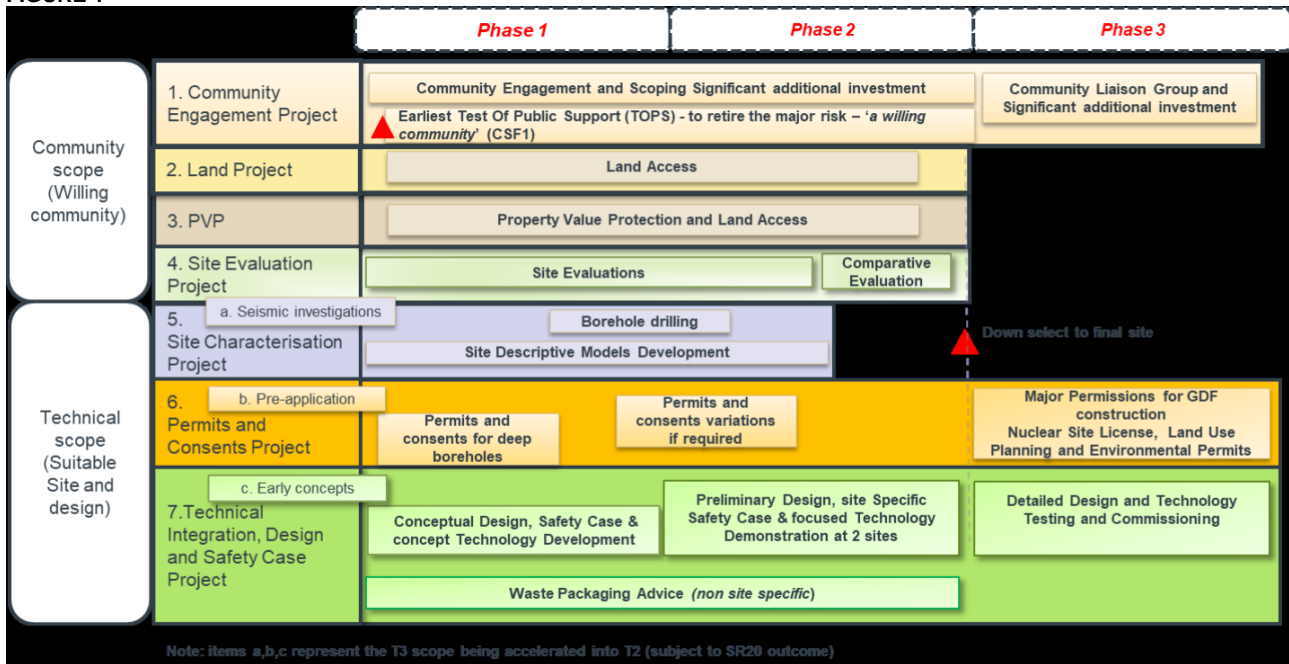 FIGURE 1
Phase 1
Phase 2
Phase 3
Community
scope
(Willing
community)
1. Community
Engagement Project
Community Engagement and Scoping Significant additional investment
Earliest Test Of Public Support (TOPS) - to retire the major risk – ‘a willing
community’ (CSF1)
Community Liaison Group and
Significant additional investment
2. Land Project
Land Access
3. PVP
Property Value Protection and Land Access
4. Site Evaluation
Project
Site Evaluations
Comparative
Evaluation
Technical
scope
(Suitable
Site and
design)
a. Seismic investigations
5.
Site Characterisation
Project
Borehole drilling
Site Descriptive Models Development
Down select to final site
6.
Permits and
Consents Project
b. Pre-application
Permits and
consents for deep
boreholes
Permits and
consents variations
if required
Major Permissions for GDF
construction
Nuclear Site License, Land Use
Planning and Environmental Permits
c. Early concepts
7.Technical
Integration, Design
and Safety Case
Project
Conceptual Design, Safety Case &
concept Technology Development
Preliminary Design, site Specific
Safety Case & focused Technology
Demonstration at 2 sites
Detailed Design and Technology
Testing and Commissioning
Waste Packaging Advice (non site specific)
Note: items a,b,c represent the T3 scope being accelerated into T2 (subject to SR20 outcome)